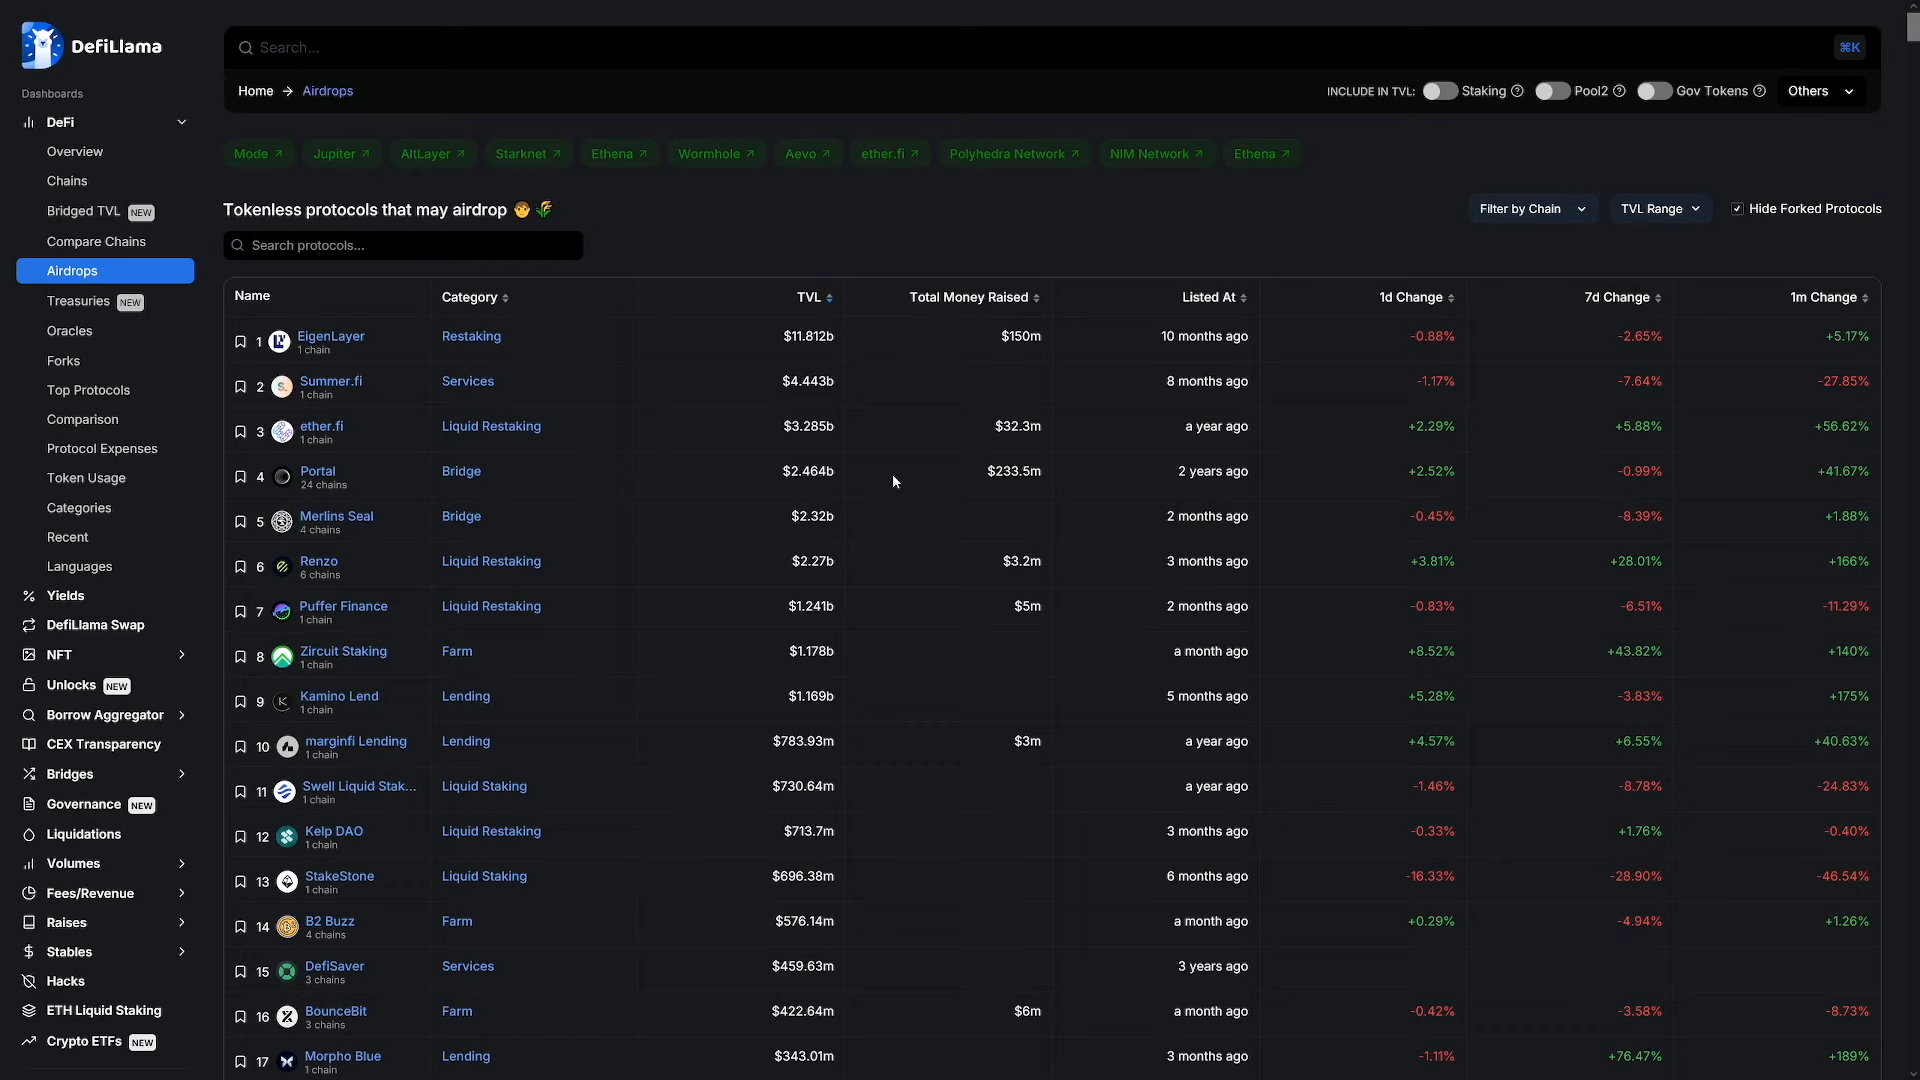 DefiLlama
Search...
⌘K
Home → Airdrops
INCLUDE IN TVL: Staking Pool2 Gov Tokens Others
Dashboards
DeFi
Overview
Chains
Bridged TVL NEW
Compare Chains
Airdrops
Treasuries NEW
Oracles
Forks
Top Protocols
Comparison
Protocol Expenses
Token Usage
Categories
Recent
Languages
Yields
DefiLlama Swap
NFT
Unlocks NEW
Borrow Aggregator
CEX Transparency
Bridges
Governance NEW
Liquidations
Volumes
Fees/Revenue
Raises
Stables
Hacks
ETH Liquid Staking
Crypto ETFs NEW
Mode ↗ Jupiter ↗ AltLayer ↗ Starknet ↗ Ethena ↗ Wormhole ↗ Aevo ↗ ether.fi ↗ Polyhedra Network ↗ NIM Network ↗ Ethena ↗
Tokenless protocols that may airdrop 🧑‍🌾
Filter by Chain TVL Range Hide Forked Protocols
Search protocols...
Name Category TVL Total Money Raised Listed At 1d Change 7d Change 1m Change
1 EigenLayer Restaking $11.812b $150m 10 months ago -0.88% -2.65% +5.17%
1 chain
2 Summer.fi Services $4.443b 8 months ago -1.17% -7.64% -27.85%
1 chain
3 ether.fi Liquid Restaking $3.285b $32.3m a year ago +2.29% +5.88% +56.62%
1 chain
4 Portal Bridge $2.464b $233.5m 2 years ago +2.52% -0.99% +41.67%
24 chains
5 Merlins Seal Bridge $2.32b 2 months ago -0.45% -8.39% +1.88%
4 chains
6 Renzo Liquid Restaking $2.27b $3.2m 3 months ago +3.81% +28.01% +166%
6 chains
7 Puffer Finance Liquid Restaking $1.241b $5m 2 months ago -0.83% -6.51% -11.29%
1 chain
8 Zircuit Staking Farm $1.178b a month ago +8.52% +43.82% +140%
1 chain
9 Kamino Lend Lending $1.169b 5 months ago +5.28% -3.83% +175%
1 chain
10 marginfi Lending Lending $783.93m $3m a year ago +4.57% +6.55% +40.63%
1 chain
11 Swell Liquid Stak... Liquid Staking $730.64m a year ago -1.46% -8.78% -24.83%
1 chain
12 Kelp DAO Liquid Restaking $713.7m 3 months ago -0.33% +1.76% -0.40%
1 chain
13 StakeStone Liquid Staking $696.38m 6 months ago -16.33% -28.90% -46.54%
1 chain
14 B2 Buzz Farm $576.14m a month ago +0.29% -4.94% +1.26%
4 chains
15 DefiSaver Services $459.63m 3 years ago
3 chains
16 BounceBit Farm $422.64m $6m a month ago -0.42% -3.58% -8.73%
3 chains
17 Morpho Blue Lending $343.01m 3 months ago -1.11% +76.47% +189%
1 chain